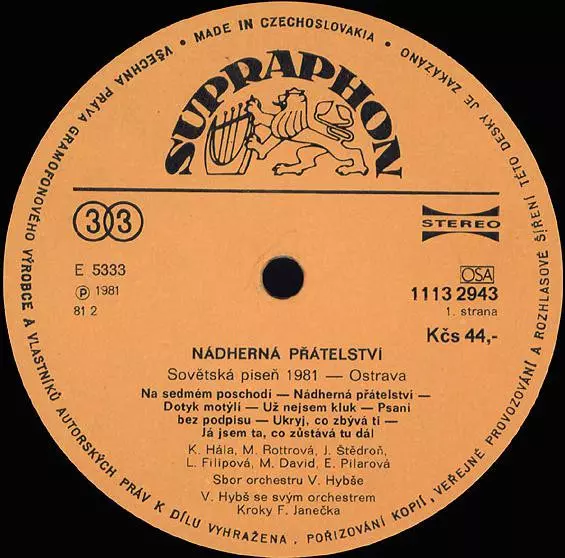 VŠECHNA PRÁVA GRAMOFONOVÉHO VÝROBCE A VLASTNÍKŮ AUTORSKÝCH PRÁV K DÍLU VYHRAŽENA. POŘIZOVÁNÍ KOPIÍ, VEŘEJNÉ PROVOZOVÁNÍ A ROZHLASOVÉ ŠÍŘENÍ TÉTO DESKY JE ZAKÁZÁNO
• MADE IN CZECHOSLOVAKIA •
SUPRAPHON
33
STEREO
E 5333
Ⓟ 1981
81 2
OSA
1113 2943
1. strana
Kčs 44,-
NÁDHERNÁ PŘÁTELSTVÍ
Sovětská píseň 1981 — Ostrava
Na sedmém poschodí — Nádherná přátelství —
Dotyk motýlí — Už nejsem kluk — Psaní
bez podpisu — Ukryj, co zbývá ti —
Já jsem ta, co zůstává tu dál
K. Hála, M. Rottrová, J. Štědroň,
L. Filipová, M. David, E. Pilarová
Sbor orchestru V. Hybše
V. Hybš se svým orchestrem
Kroky F. Janečka